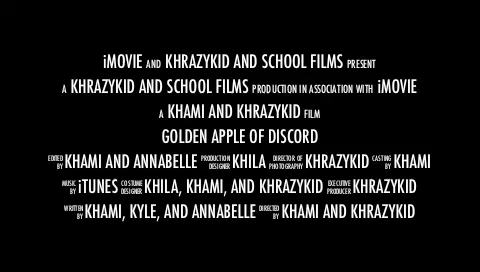 iMOVIE AND KHRAZYKID AND SCHOOL FILMS PRESENT
A KHRAZYKID AND SCHOOL FILMS PRODUCTION IN ASSOCIATION WITH iMOVIE
A KHAMI AND KHRAZYKID FILM
GOLDEN APPLE OF DISCORD
EDITED BY KHAMI AND ANNABELLE PRODUCTION DESIGNER KHILA DIRECTOR OF PHOTOGRAPHY KHRAZYKID CASTING BY KHAMI
MUSIC BY iTUNES COSTUME DESIGNER KHILA, KHAMI, AND KHRAZYKID EXECUTIVE PRODUCER KHRAZYKID
WRITTEN BY KHAMI, KYLE, AND ANNABELLE DIRECTED BY KHAMI AND KHRAZYKID